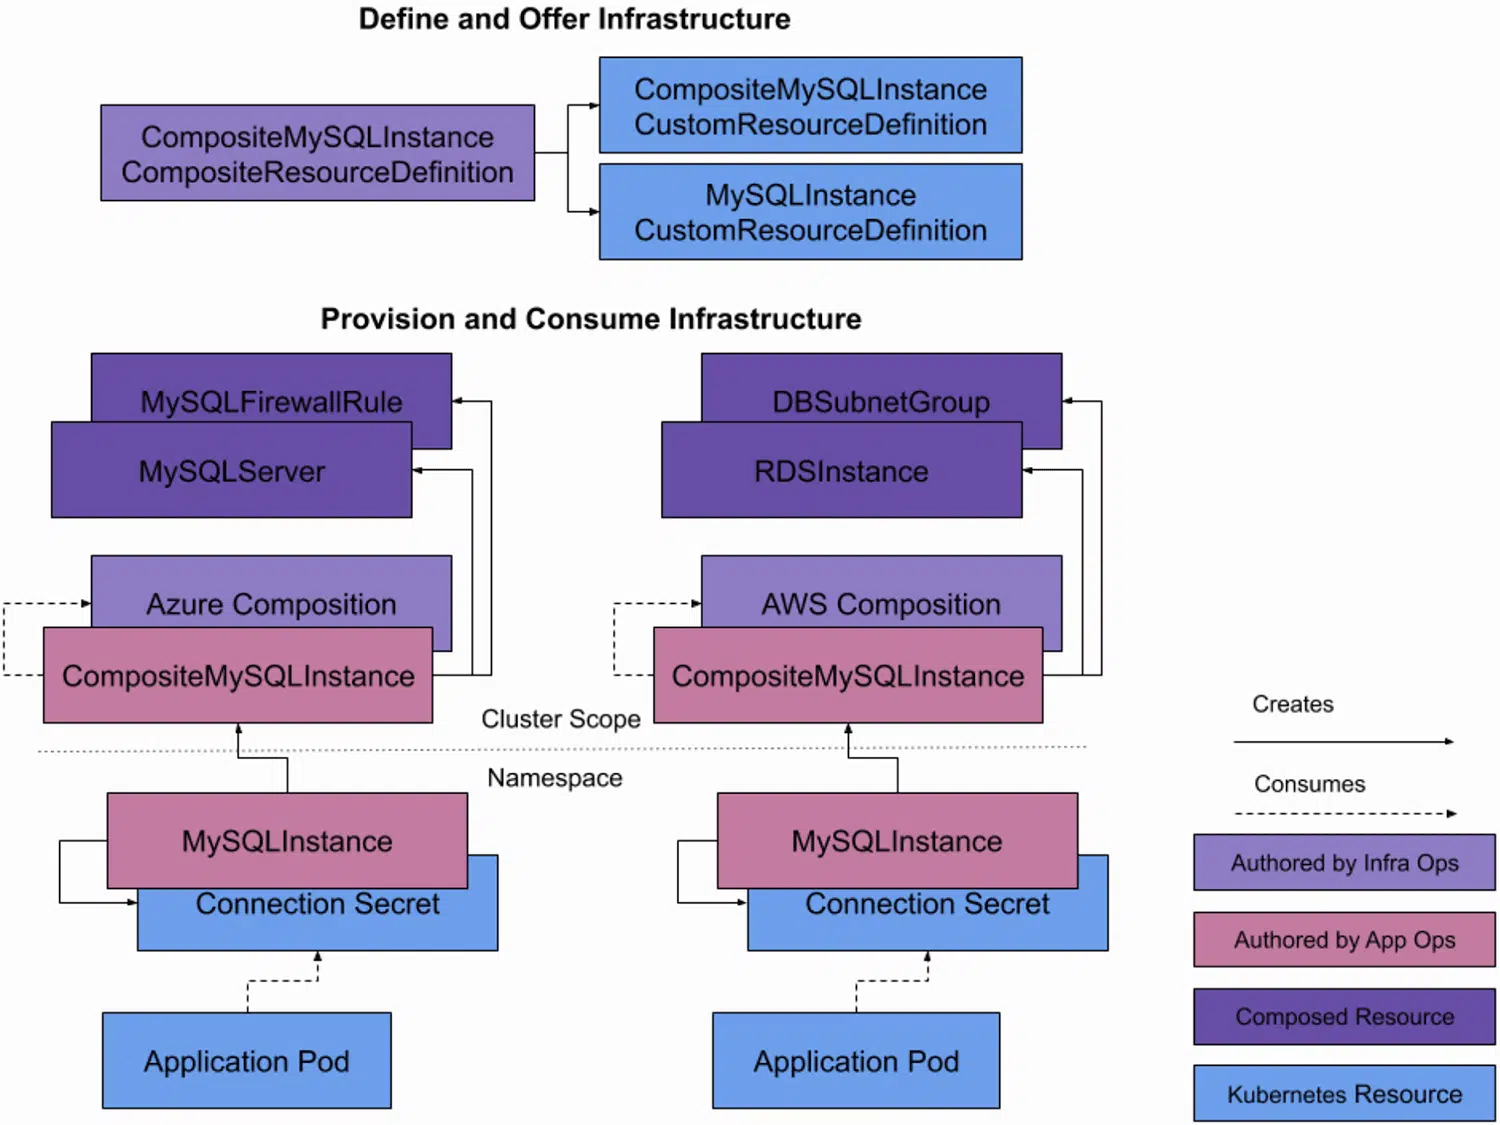 Define and Offer Infrastructure
CompositeMySQLInstance
CompositeResourceDefinition
CompositeMySQLInstance
CustomResourceDefinition
MySQLInstance
CustomResourceDefinition
Provision and Consume Infrastructure
MySQLFirewallRule
MySQLServer
Azure Composition
CompositeMySQLInstance
DBSubnetGroup
RDSInstance
AWS Composition
CompositeMySQLInstance
Cluster Scope
Namespace
MySQLInstance
Connection Secret
Application Pod
MySQLInstance
Connection Secret
Application Pod
Creates
Consumes
Authored by Infra Ops
Authored by App Ops
Composed Resource
Kubernetes Resource